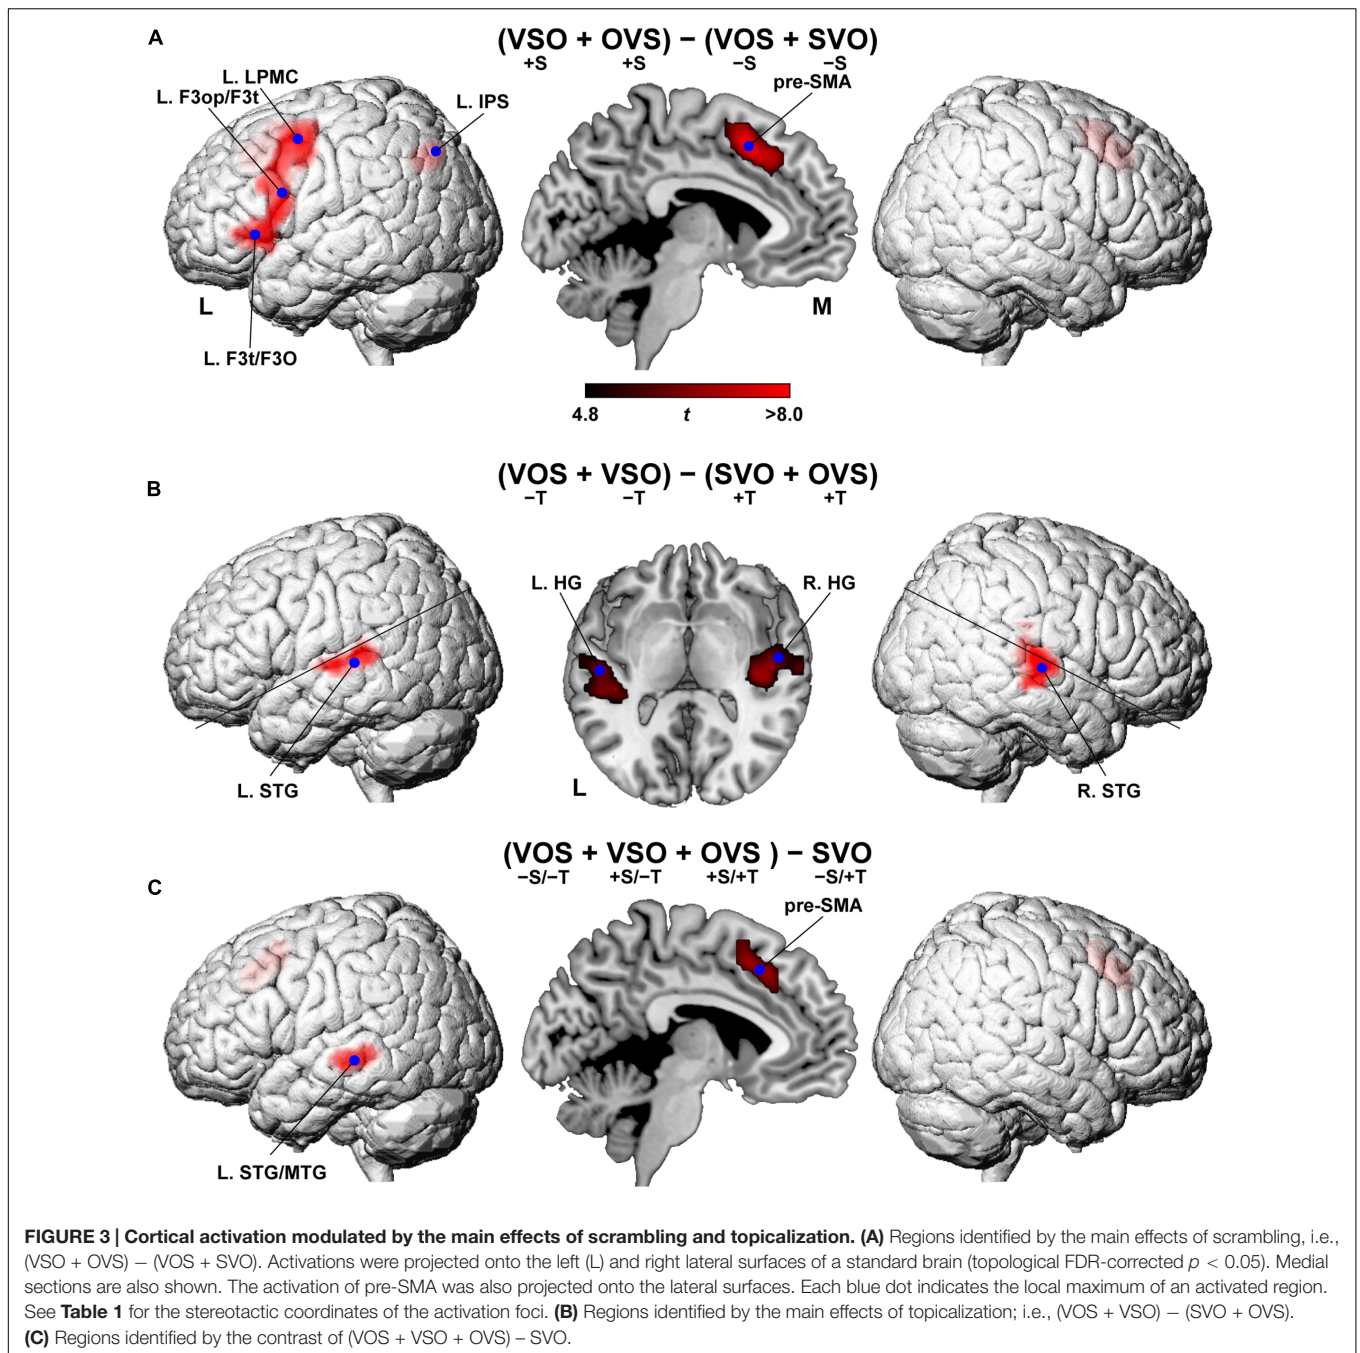 A
(VSO + OVS) − (VOS + SVO)
+S +S −S −S
L. LPMC
L. F3op/F3t
L. IPS
pre-SMA
L
M
L. F3t/F3O
4.8 t >8.0
B
(VOS + VSO) − (SVO + OVS)
−T −T +T +T
L. HG
R. HG
L. STG
L
R. STG
(VOS + VSO + OVS ) − SVO
−S/−T +S/−T +S/+T −S/+T
C
pre-SMA
L. STG/MTG
FIGURE 3 | Cortical activation modulated by the main effects of scrambling and topicalization. (A) Regions identified by the main effects of scrambling, i.e.,
(VSO + OVS) − (VOS + SVO). Activations were projected onto the left (L) and right lateral surfaces of a standard brain (topological FDR-corrected p < 0.05). Medial
sections are also shown. The activation of pre-SMA was also projected onto the lateral surfaces. Each blue dot indicates the local maximum of an activated region.
See Table 1 for the stereotactic coordinates of the activation foci. (B) Regions identified by the main effects of topicalization; i.e., (VOS + VSO) − (SVO + OVS).
(C) Regions identified by the contrast of (VOS + VSO + OVS) – SVO.